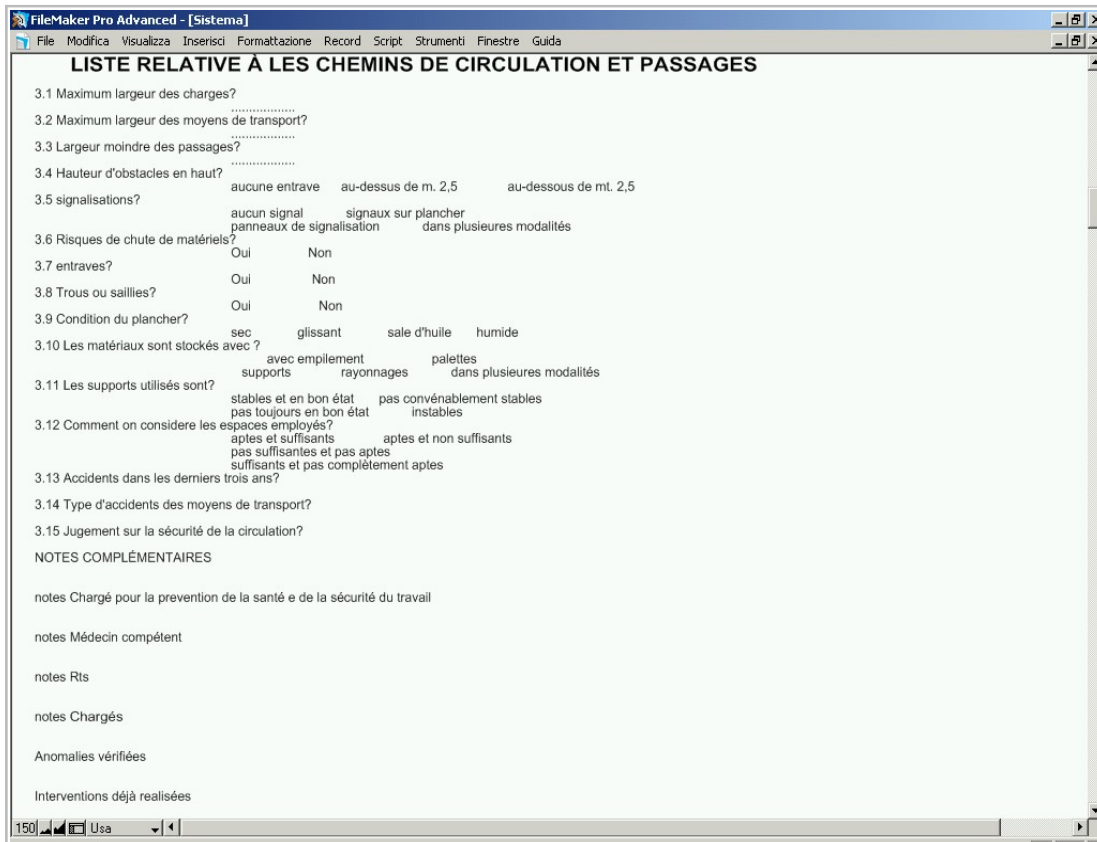 FileMaker Pro Advanced - [Sistema]
File Modifica Visualizza Inserisci Formattazione Record Script Strumenti Finestre Guida
LISTE RELATIVE À LES CHEMINS DE CIRCULATION ET PASSAGES
3.1 Maximum largeur des charges?
..................
3.2 Maximum largeur des moyens de transport?
..................
3.3 Largeur moindre des passages?
..................
3.4 Hauteur d'obstacles en haut?
aucune entrave au-dessus de m. 2,5 au-dessous de mt. 2,5
3.5 signalisations?
aucun signal signaux sur plancher
panneaux de signalisation dans plusieures modalités
3.6 Risques de chute de matériels?
Oui Non
3.7 entraves?
Oui Non
3.8 Trous ou saillies?
Oui Non
3.9 Condition du plancher?
sec glissant sale d'huile humide
3.10 Les matériaux sont stockés avec ?
avec empilement palettes
supports rayonnages dans plusieures modalités
3.11 Les supports utilisés sont?
stables et en bon état pas convénablement stables
pas toujours en bon état instables
3.12 Comment on considere les espaces employés?
aptes et suffisants aptes et non suffisants
pas suffisantes et pas aptes
suffisants et pas complètement aptes
3.13 Accidents dans les derniers trois ans?
3.14 Type d'accidents des moyens de transport?
3.15 Jugement sur la sécurité de la circulation?
NOTES COMPLÉMENTAIRES
notes Chargé pour la prevention de la santé e de la sécurité du travail
notes Médecin compétent
notes Rts
notes Chargés
Anomalies vérifiées
Interventions déjà realisées
150 Usa